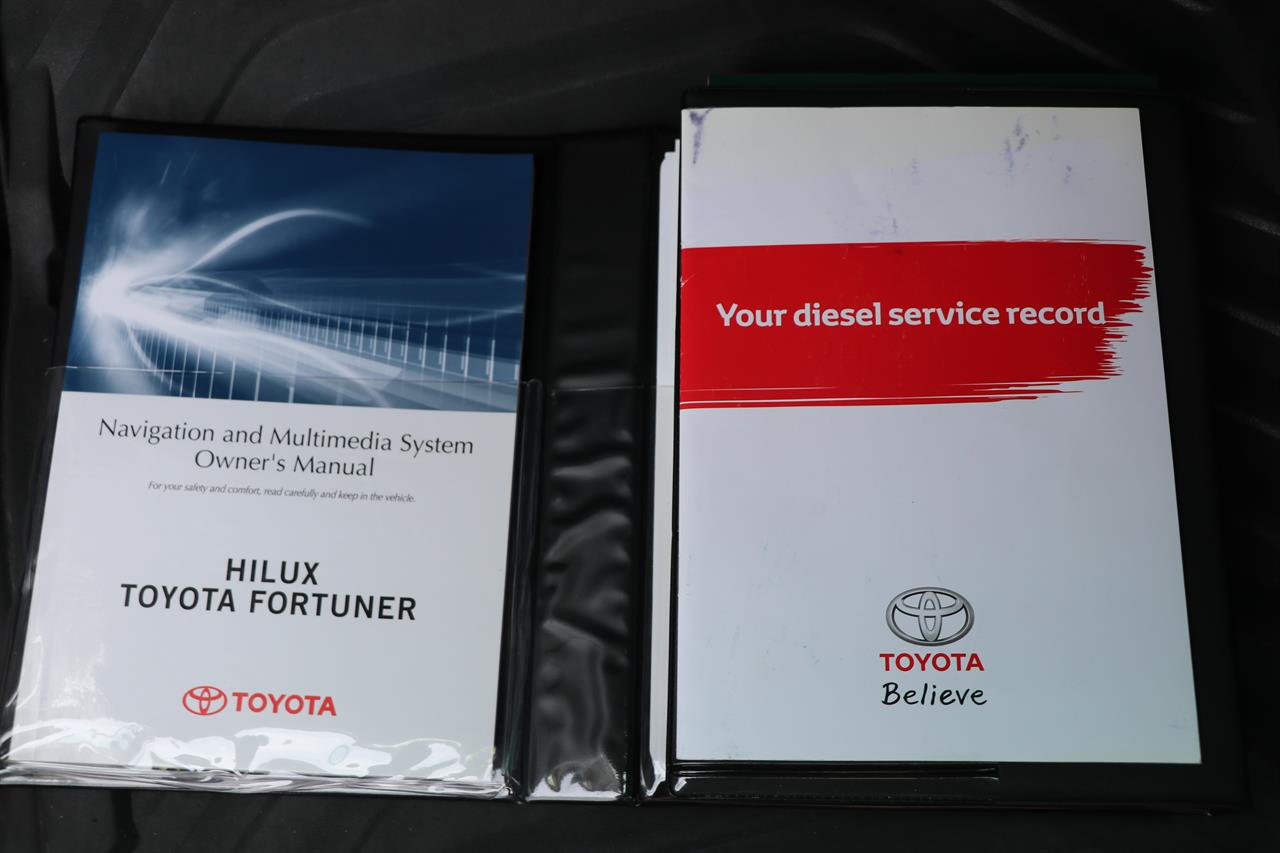 Navigation and Multimedia System
Owner's Manual
For your safety and comfort, read carefully and keep in the vehicle.
HILUX
TOYOTA FORTUNER
TOYOTA
Your diesel service record
TOYOTA
Believe